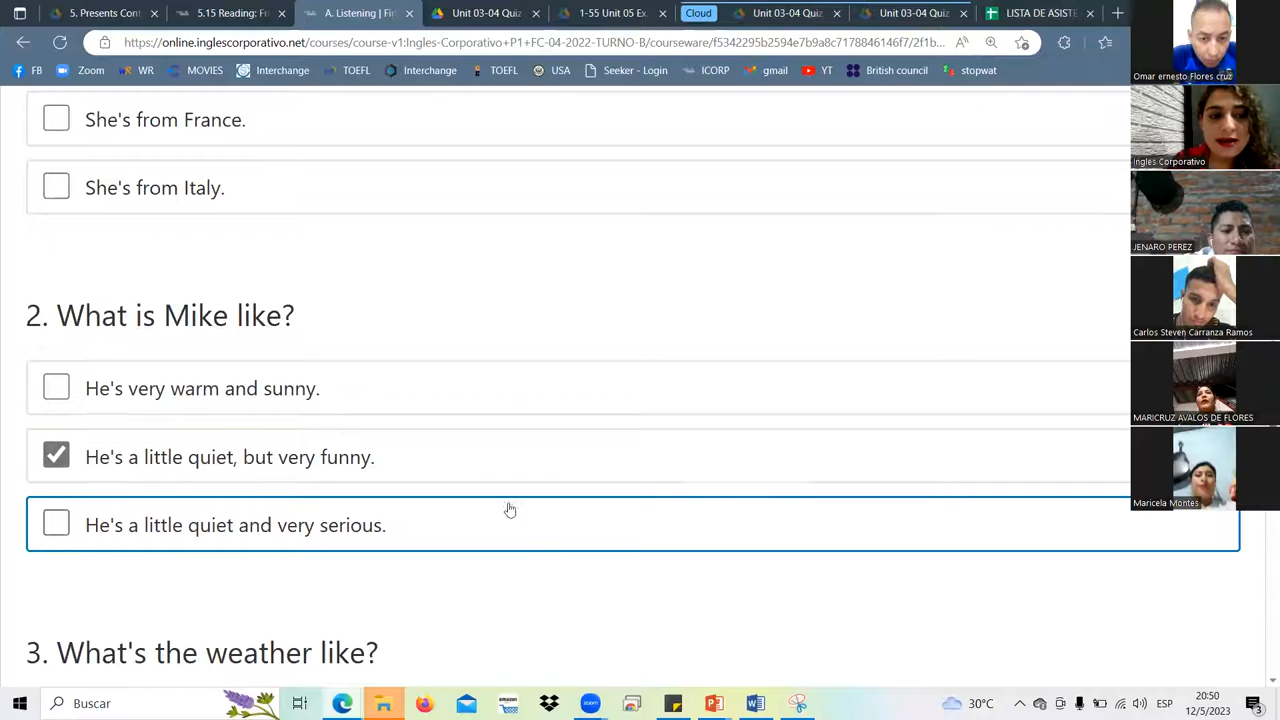 5. Presents Cont
5.15 Reading: Fu
A. Listening | Fir
Unit 03-04 Quiz
1-55 Unit 05 Ex
Cloud
Unit 03-04 Quiz
Unit 03-04 Quiz
LISTA DE ASISTE
https://online.inglescorporativo.net/courses/course-v1:Ingles-Corporativo+P1+FC-04-2022-TURNO-B/courseware/f5342295b2594e7b9a8c7178846146f7/2f1b...
FB
Zoom
WR
MOVIES
Interchange
TOEFL
Interchange
TOEFL
USA
Seeker - Login
ICORP
gmail
YT
British council
stopwat
Omar ernesto Flores cruz
Ingles Corporativo
JENARO PEREZ
Carlos Steven Carranza Ramos
MARICRUZ AVALOS DE FLORES
Maricela Montes
She's from France.
She's from Italy.
2. What is Mike like?
He's very warm and sunny.
He's a little quiet, but very funny.
He's a little quiet and very serious.
3. What's the weather like?
Buscar
30°C
ESP
20:50
12/5/2023
3